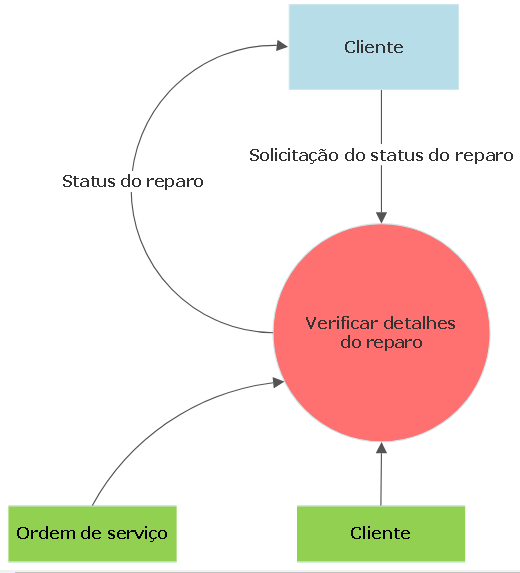 Cliente
Solicitação do status do reparo
Status do reparo
Verificar detalhes
do reparo
Ordem de serviço
Cliente